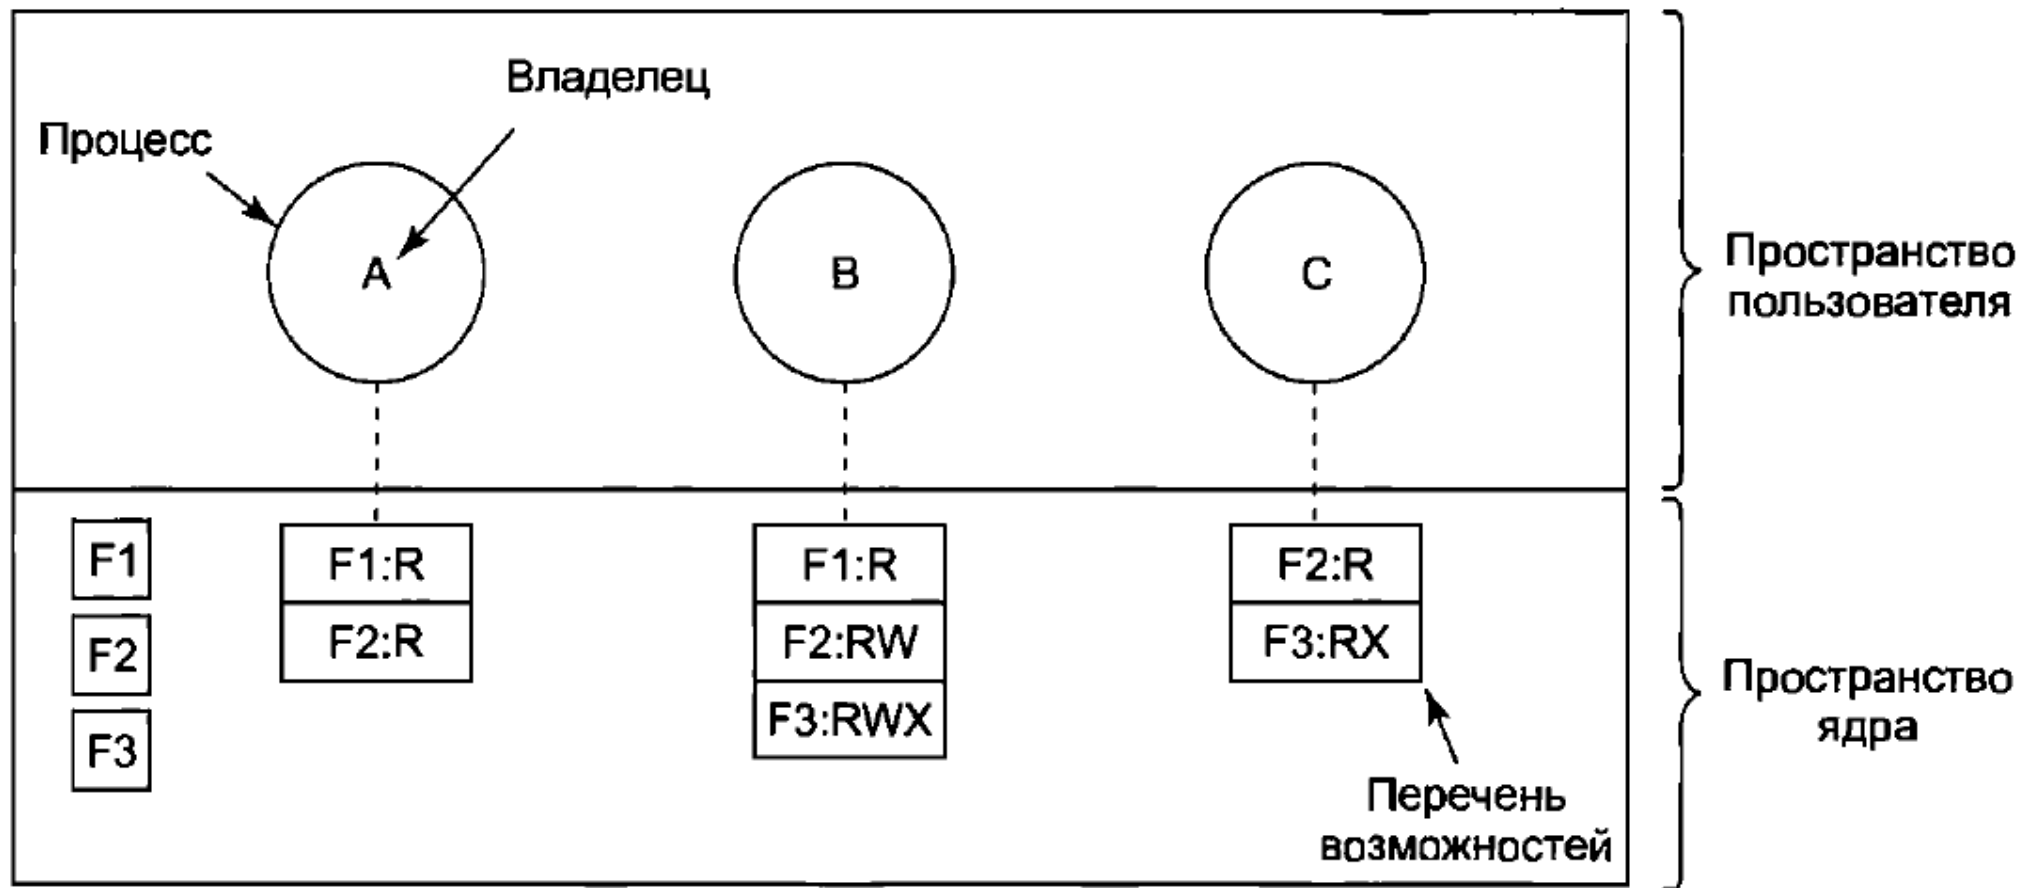 Владелец
Процесс
A
B
C
Пространство
пользователя
F1
F2
F3
F1:R
F2:R
F1:R
F2:RW
F3:RWX
F2:R
F3:RX
Перечень
возможностей
Пространство
ядра